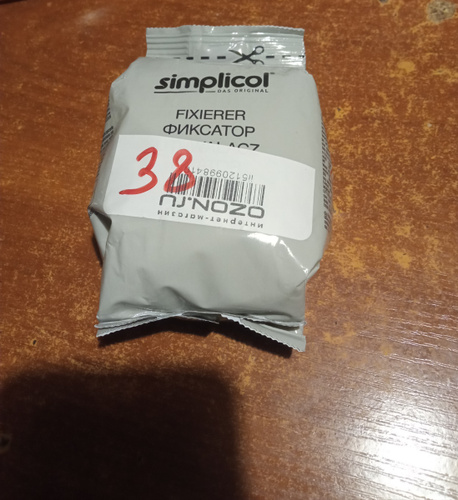 simplicol
DAS ORIGINAL
FIXIERER
ФИКСАТОР
38
OZON.ru
интернет-магазин